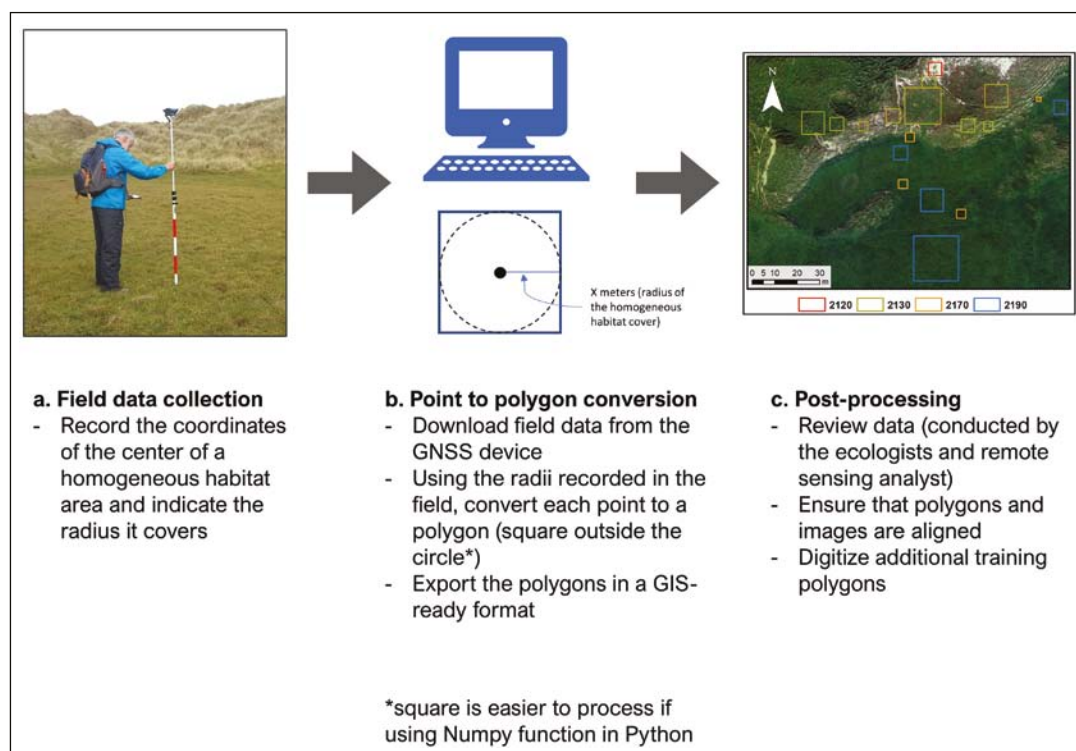 X meters (radius of
the homogeneous
habitat cover)
N
0 5 10 20 30
m
2120 2130 2170 2190
a. Field data collection
- Record the coordinates
of the center of a
homogeneous habitat
area and indicate the
radius it covers
b. Point to polygon conversion
- Download field data from the
GNSS device
- Using the radii recorded in the
field, convert each point to a
polygon (square outside the
circle*)
- Export the polygons in a GIS-
ready format
*square is easier to process if
using Numpy function in Python
c. Post-processing
- Review data (conducted by
the ecologists and remote
sensing analyst)
- Ensure that polygons and
images are aligned
- Digitize additional training
polygons